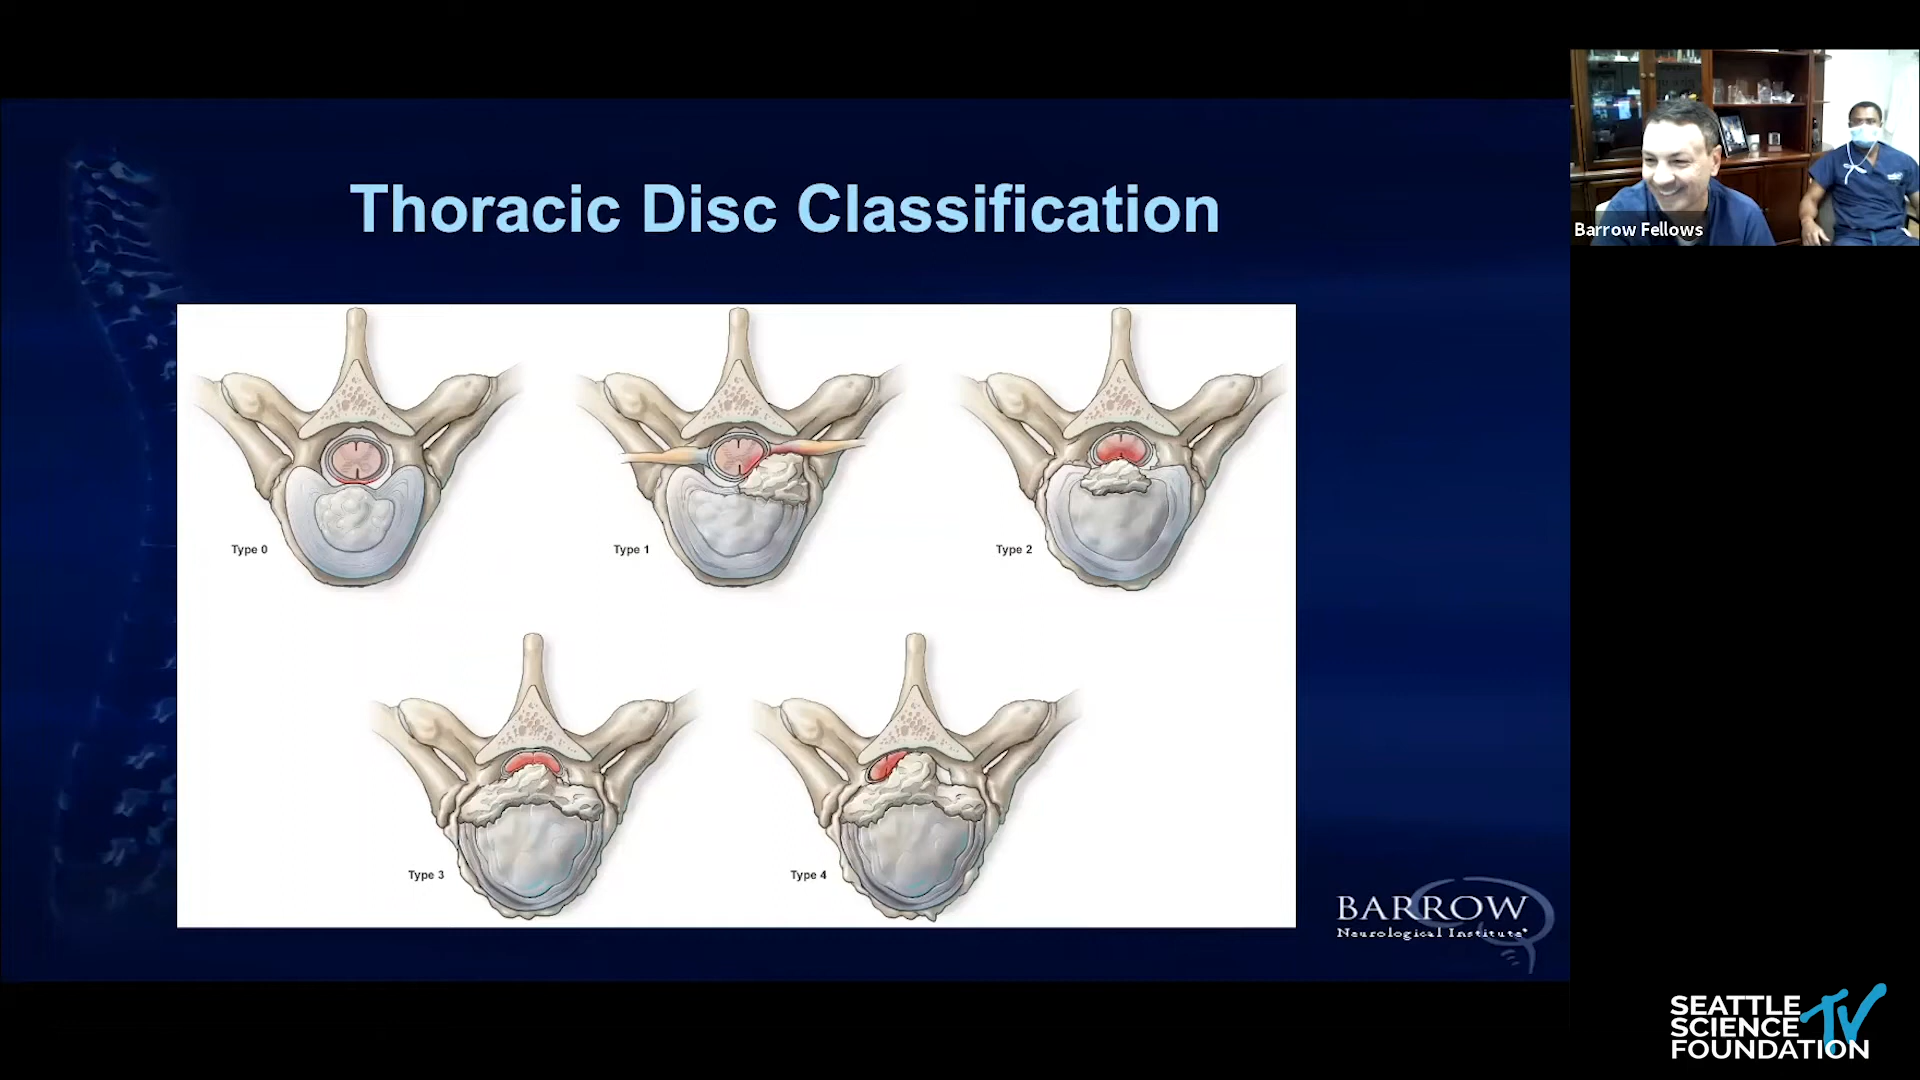 Thoracic Disc Classification
Type 0
Type 1
Type 2
Type 3
Type 4
BARROW
Neurological Institute®
Barrow Fellows
SEATTLE
SCIENCE TV
FOUNDATION